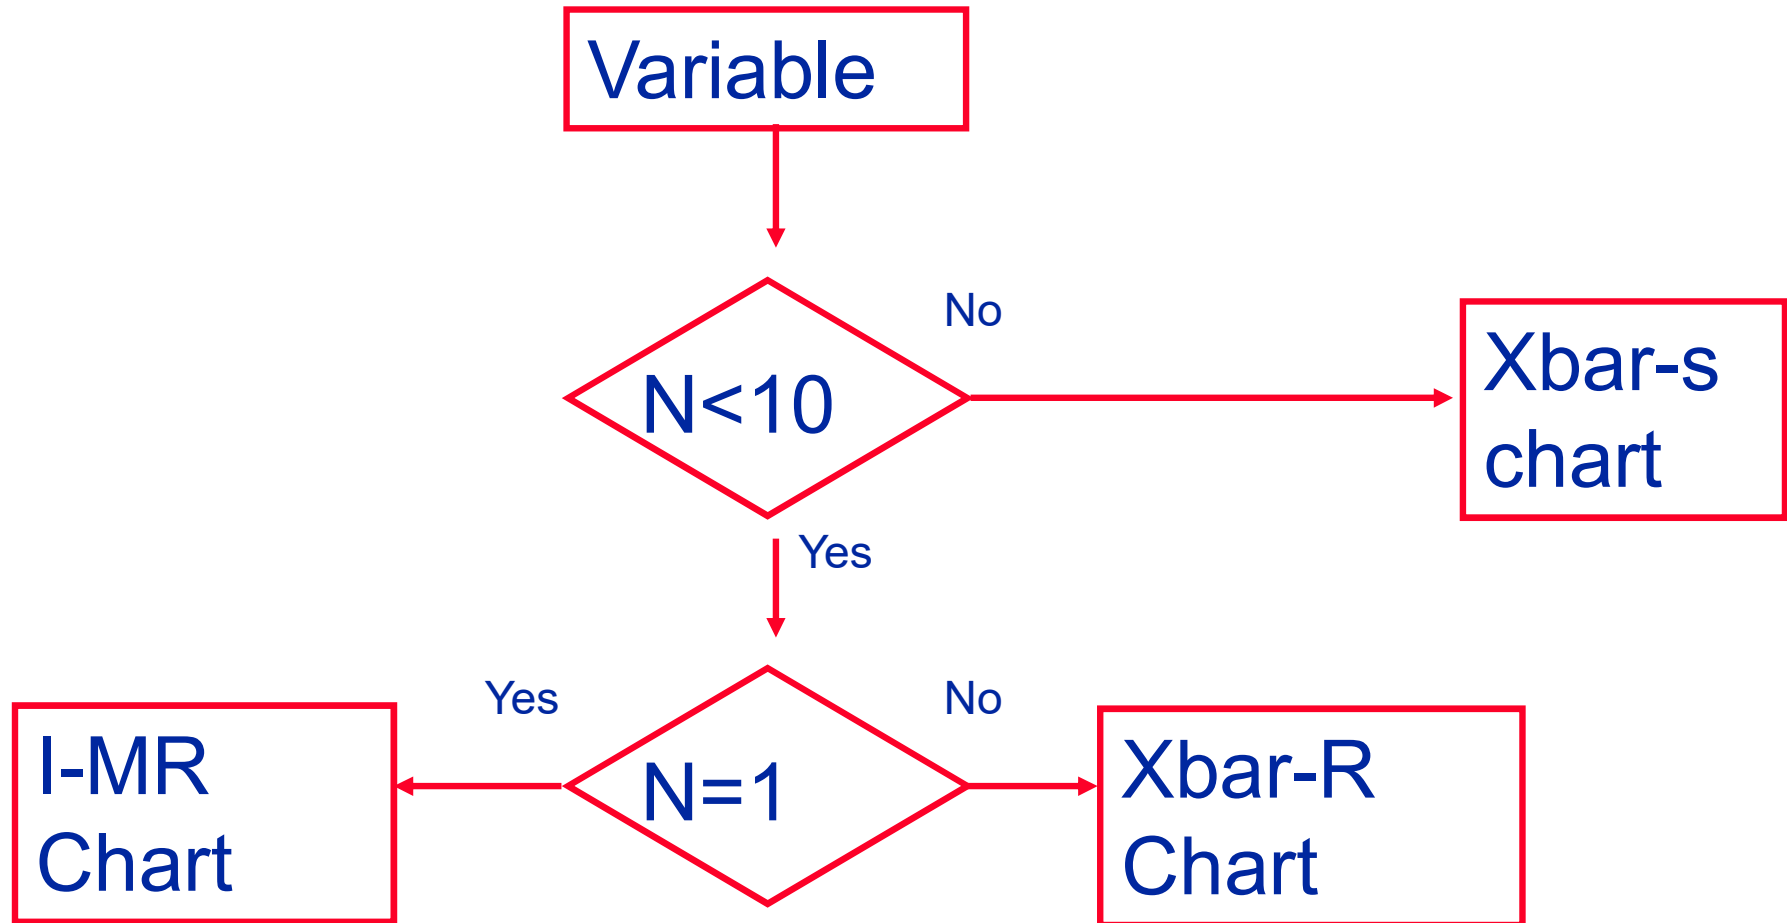 Variable
No
N<10
Xbar-s
chart
Yes
Yes
No
I-MR
Chart
N=1
Xbar-R
Chart